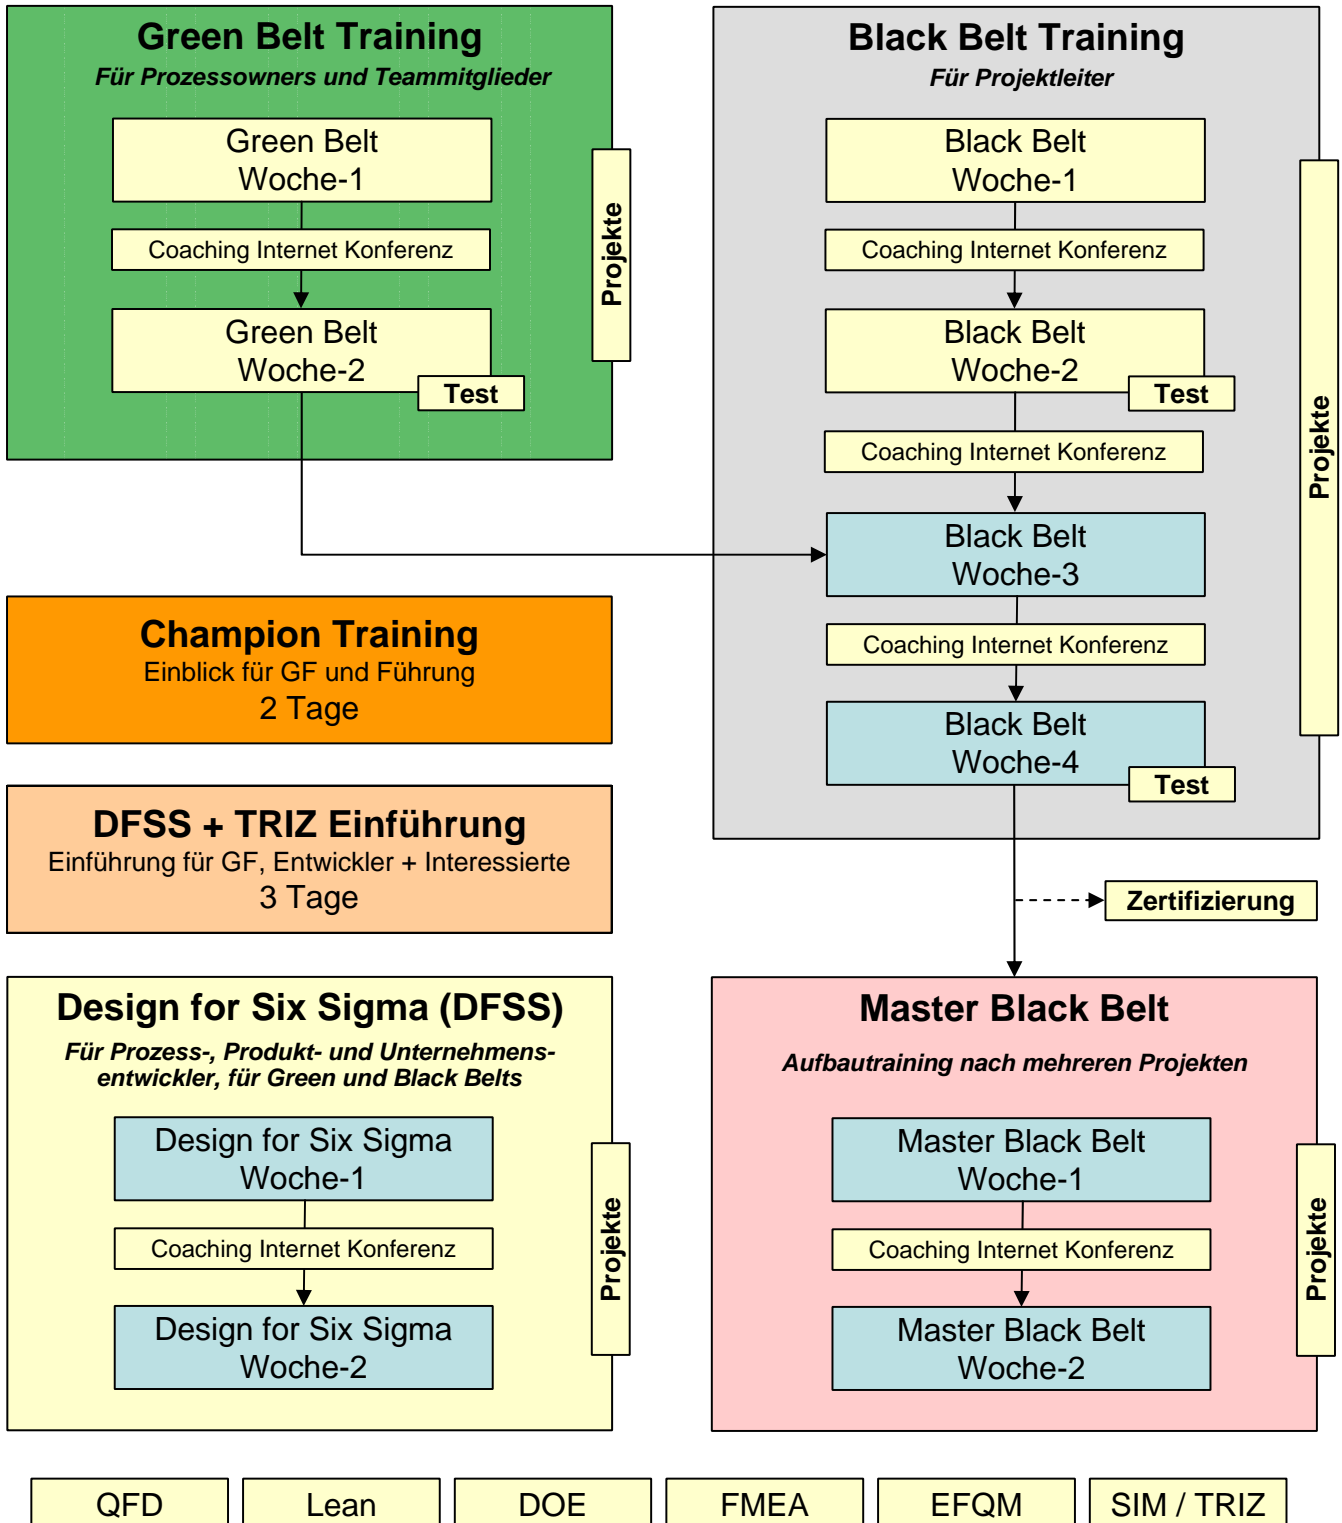 Green Belt Training
Für Prozessowners und Teammitglieder
Green Belt
Woche-1
Coaching Internet Konferenz
Green Belt
Woche-2
Test
Projekte
Black Belt Training
Für Projektleiter
Black Belt
Woche-1
Coaching Internet Konferenz
Black Belt
Woche-2
Test
Coaching Internet Konferenz
Black Belt
Woche-3
Coaching Internet Konferenz
Black Belt
Woche-4
Test
Projekte
Champion Training
Einblick für GF und Führung
2 Tage
DFSS + TRIZ Einführung
Einführung für GF, Entwickler + Interessierte
3 Tage
Zertifizierung
Design for Six Sigma (DFSS)
Für Prozess-, Produkt- und Unternehmens-
entwickler, für Green und Black Belts
Design for Six Sigma
Woche-1
Coaching Internet Konferenz
Design for Six Sigma
Woche-2
Projekte
Master Black Belt
Aufbautraining nach mehreren Projekten
Master Black Belt
Woche-1
Coaching Internet Konferenz
Master Black Belt
Woche-2
Projekte
QFD
Lean
DOE
FMEA
EFQM
SIM / TRIZ